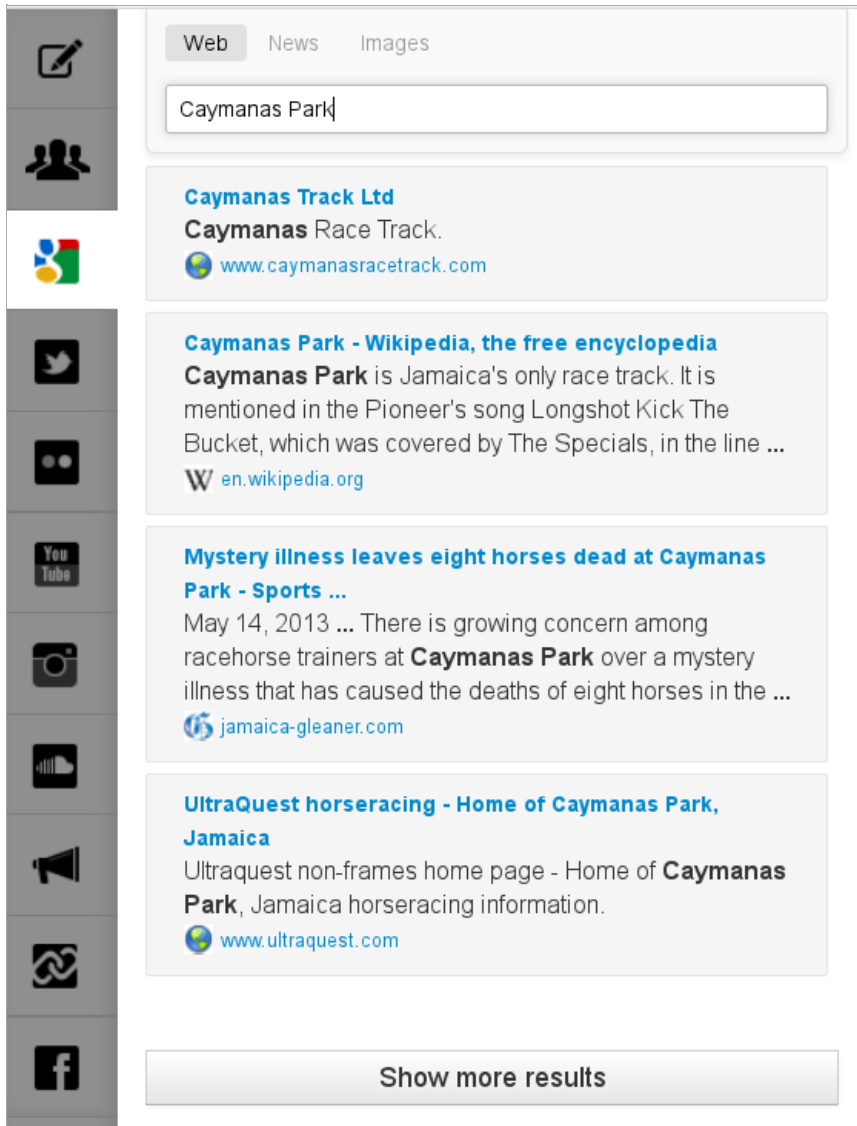 Web News Images
Caymanas Park
Caymanas Track Ltd
Caymanas Race Track.
www.caymanasracetrack.com
Caymanas Park - Wikipedia, the free encyclopedia
Caymanas Park is Jamaica's only race track. It is
mentioned in the Pioneer's song Longshot Kick The
Bucket, which was covered by The Specials, in the line ...
W en.wikipedia.org
You
Tube
Mystery illness leaves eight horses dead at Caymanas
Park - Sports ...
May 14, 2013 ... There is growing concern among
racehorse trainers at Caymanas Park over a mystery
illness that has caused the deaths of eight horses in the ...
jamaica-gleaner.com
UltraQuest horseracing - Home of Caymanas Park,
Jamaica
Ultraquest non-frames home page - Home of Caymanas
Park, Jamaica horseracing information.
www.ultraquest.com
Show more results